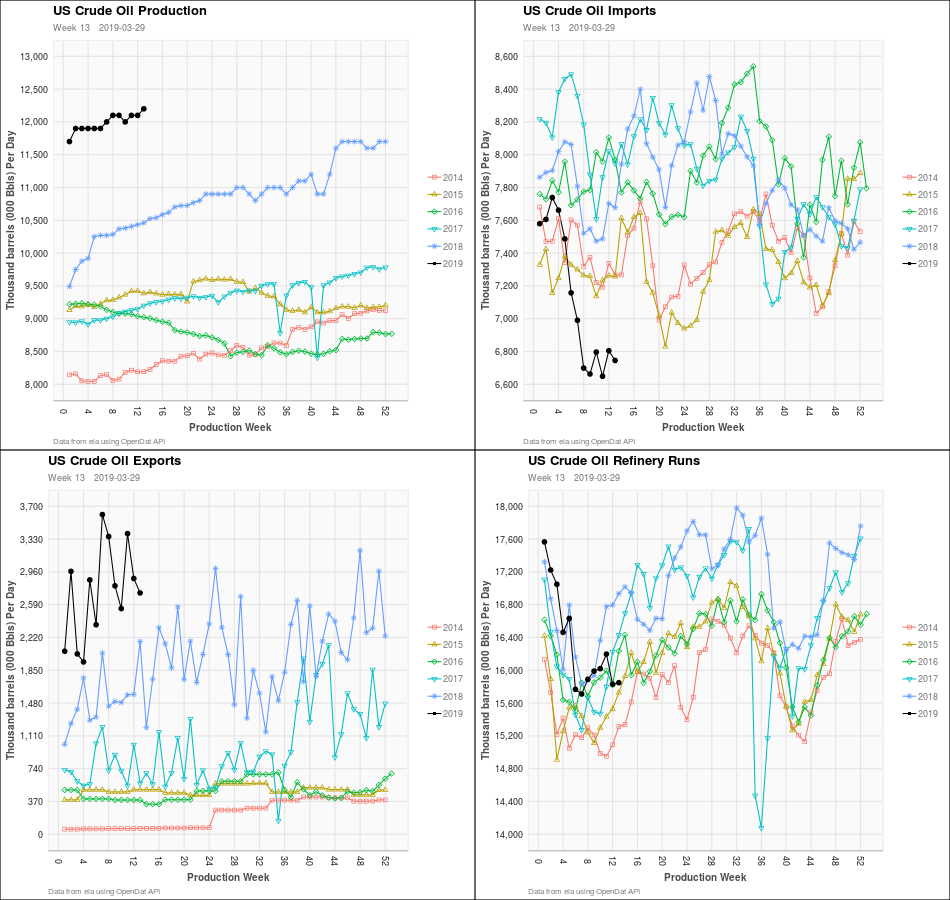 US Crude Oil Production
Week 13 2019-03-29
Thousand barrels (000 Bbls) Per Day
13,000
12,500
12,000
11,500
11,000
10,500
10,000
9,500
9,000
8,500
8,000
0 4 8 12 16 20 24 28 32 36 40 44 48 52
Production Week
Data from eia using OpenDat API
2014
2015
2016
2017
2018
2019
US Crude Oil Imports
Week 13 2019-03-29
Thousand barrels (000 Bbls) Per Day
8,600
8,400
8,200
8,000
7,800
7,600
7,400
7,200
7,000
6,800
6,600
0 4 8 12 16 20 24 28 32 36 40 44 48 52
Production Week
Data from eia using OpenDat API
2014
2015
2016
2017
2018
2019
US Crude Oil Exports
Week 13 2019-03-29
Thousand barrels (000 Bbls) Per Day
3,700
3,330
2,960
2,590
2,220
1,850
1,480
1,110
740
370
0
0 4 8 12 16 20 24 28 32 36 40 44 48 52
Production Week
Data from eia using OpenDat API
2014
2015
2016
2017
2018
2019
US Crude Oil Refinery Runs
Week 13 2019-03-29
Thousand barrels (000 Bbls) Per Day
18,000
17,600
17,200
16,800
16,400
16,000
15,600
15,200
14,800
14,400
14,000
0 4 8 12 16 20 24 28 32 36 40 44 48 52
Production Week
Data from eia using OpenDat API
2014
2015
2016
2017
2018
2019